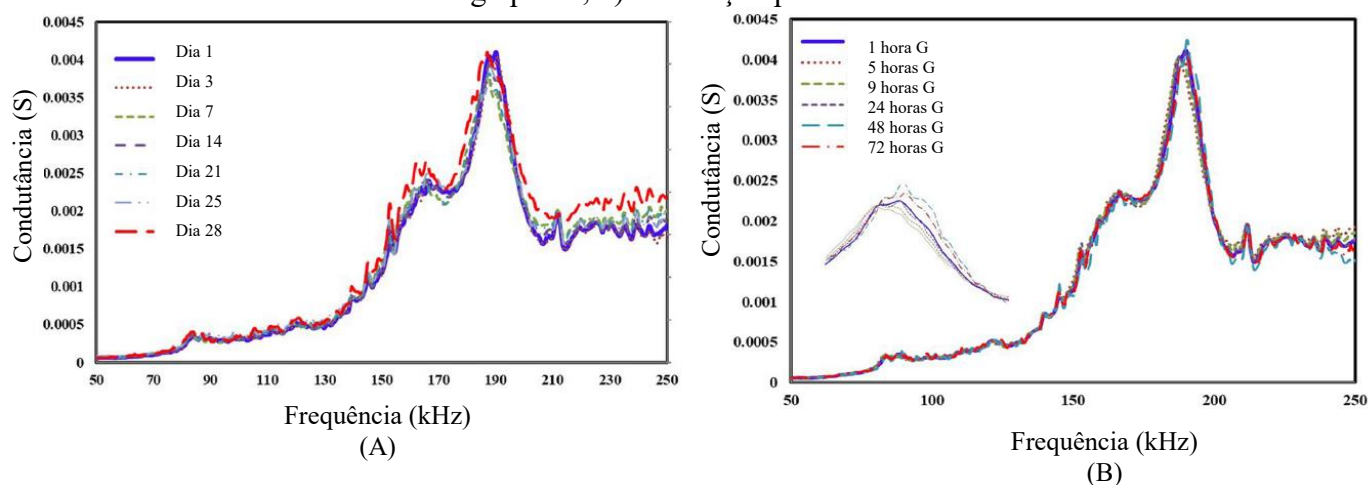 0.0045
0.004
0.0035
0.003
0.0025
0.002
0.0015
0.001
0.0005
0
Condutância (S)
Dia 1
Dia 3
Dia 7
Dia 14
Dia 21
Dia 25
Dia 28
50 70 90 110 130 150 170 190 210 230 250
Frequência (kHz)
(A)
0.0045
0.004
0.0035
0.003
0.0025
0.002
0.0015
0.001
0.0005
0
Condutância (S)
1 hora G
5 horas G
9 horas G
24 horas G
48 horas G
72 horas G
50 100 150 200 250
Frequência (kHz)
(B)